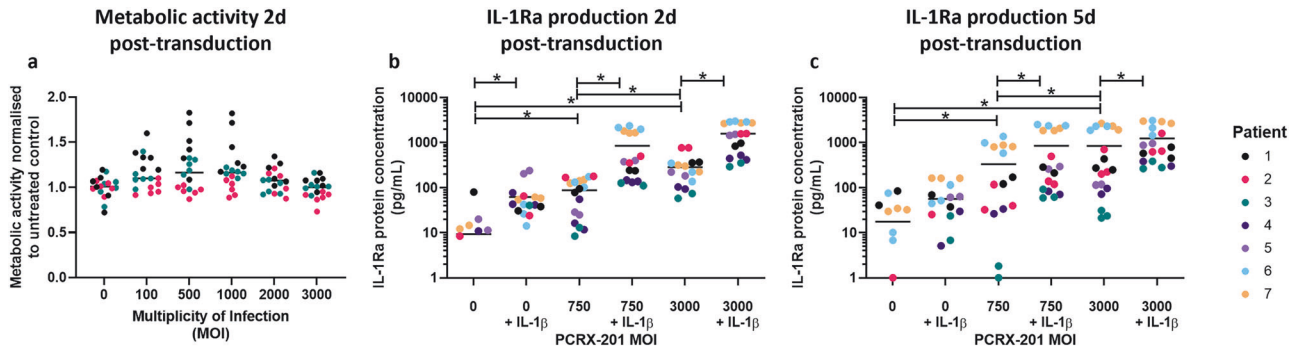 Metabolic activity 2d
post-transduction
a
Metabolic activity normalised
to untreated control
2.0
1.5
1.0
0.5
0.0
0 100 500 1000 2000 3000
Multiplicity of Infection
(MOI)
IL-1Ra production 2d
post-transduction
b
* * *
*
*
*
IL-1Ra protein concentration
(pg/mL)
10000
1000
100
10
1
0 0 750 750 3000 3000
+ IL-1β + IL-1β + IL-1β
PCRX-201 MOI
IL-1Ra production 5d
post-transduction
c
* *
*
*
*
IL-1Ra protein concentration
(pg/mL)
10000
1000
100
10
1
0 0 750 750 3000 3000
+ IL-1β + IL-1β + IL-1β
PCRX-201 MOI
Patient
1
2
3
4
5
6
7